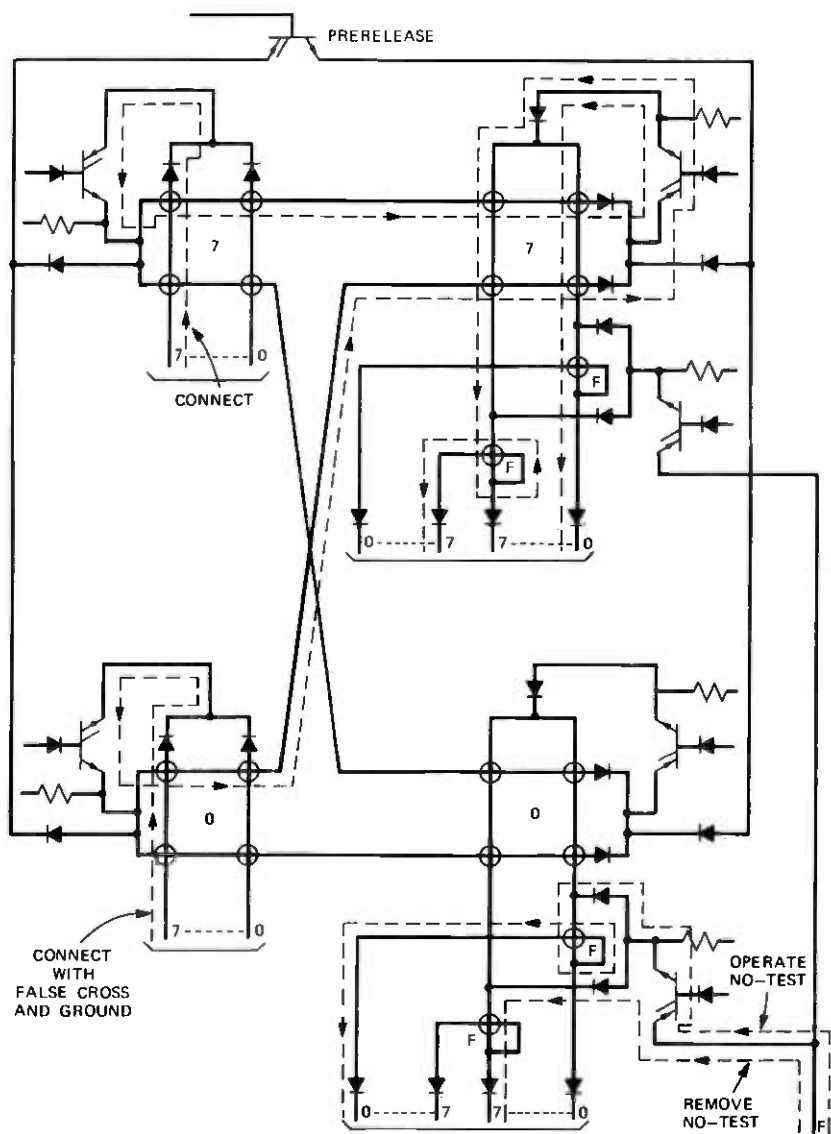 PRERELEASE
7
7
7 0
CONNECT
F
F
0 7 7 0
0
0
7 0
CONNECT
WITH
FALSE CROSS
AND GROUND
F
OPERATE
NO-TEST
F
0 7 7 0
REMOVE
NO-TEST
F